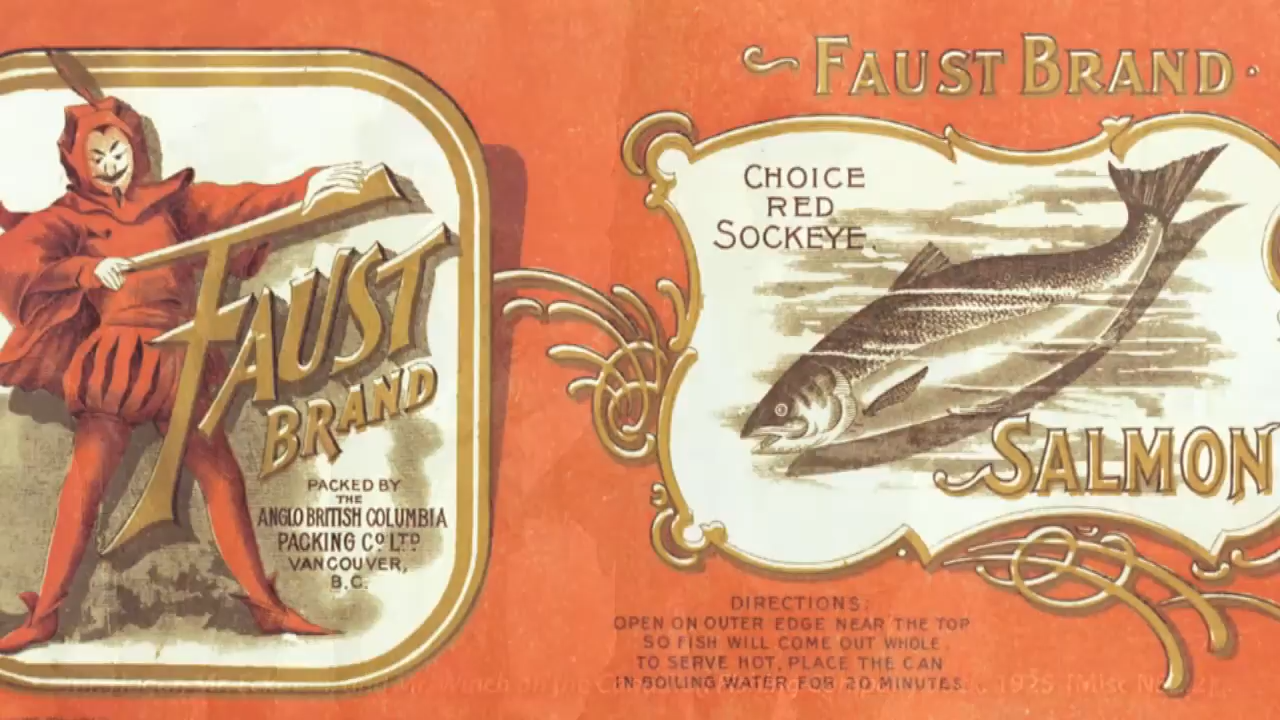 FAUST
BRAND
PACKED BY
THE
ANGLO BRITISH COLUMBIA
PACKING CO LTD
VANCOUVER,
B.C.
FAUST BRAND
CHOICE
RED
SOCKEYE.
SALMON
DIRECTIONS:
OPEN ON OUTER EDGE NEAR THE TOP
SO FISH WILL COME OUT WHOLE.
TO SERVE HOT, PLACE THE CAN
IN BOILING WATER FOR 20 MINUTES.
1925